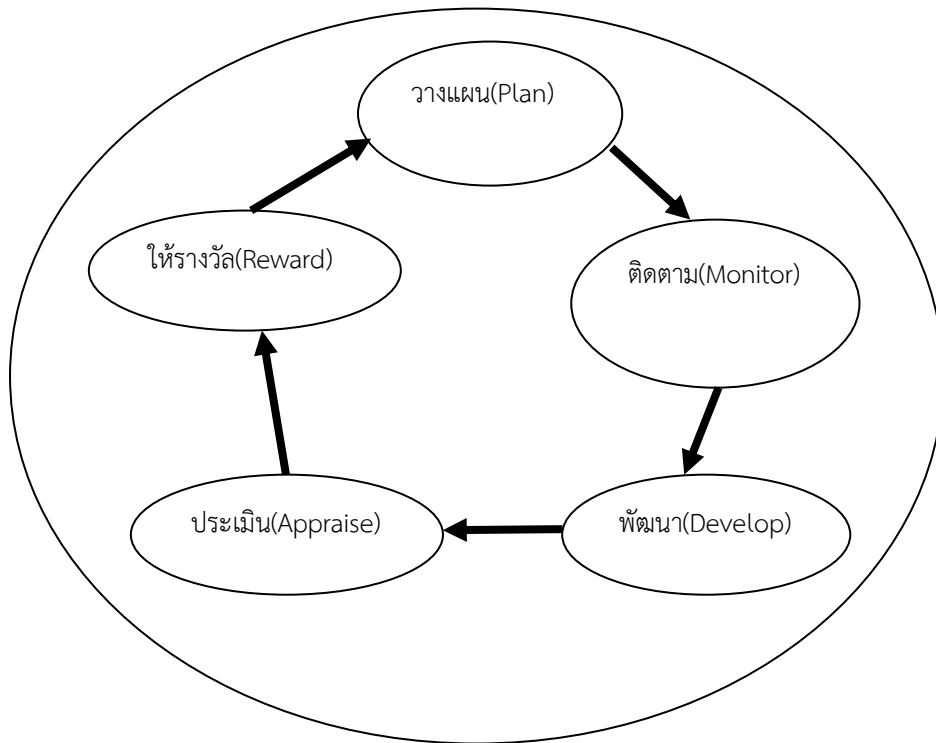 วางแผน(Plan)
ติดตาม(Monitor)
พัฒนา(Develop)
ประเมิน(Appraise)
ให้รางวัล(Reward)